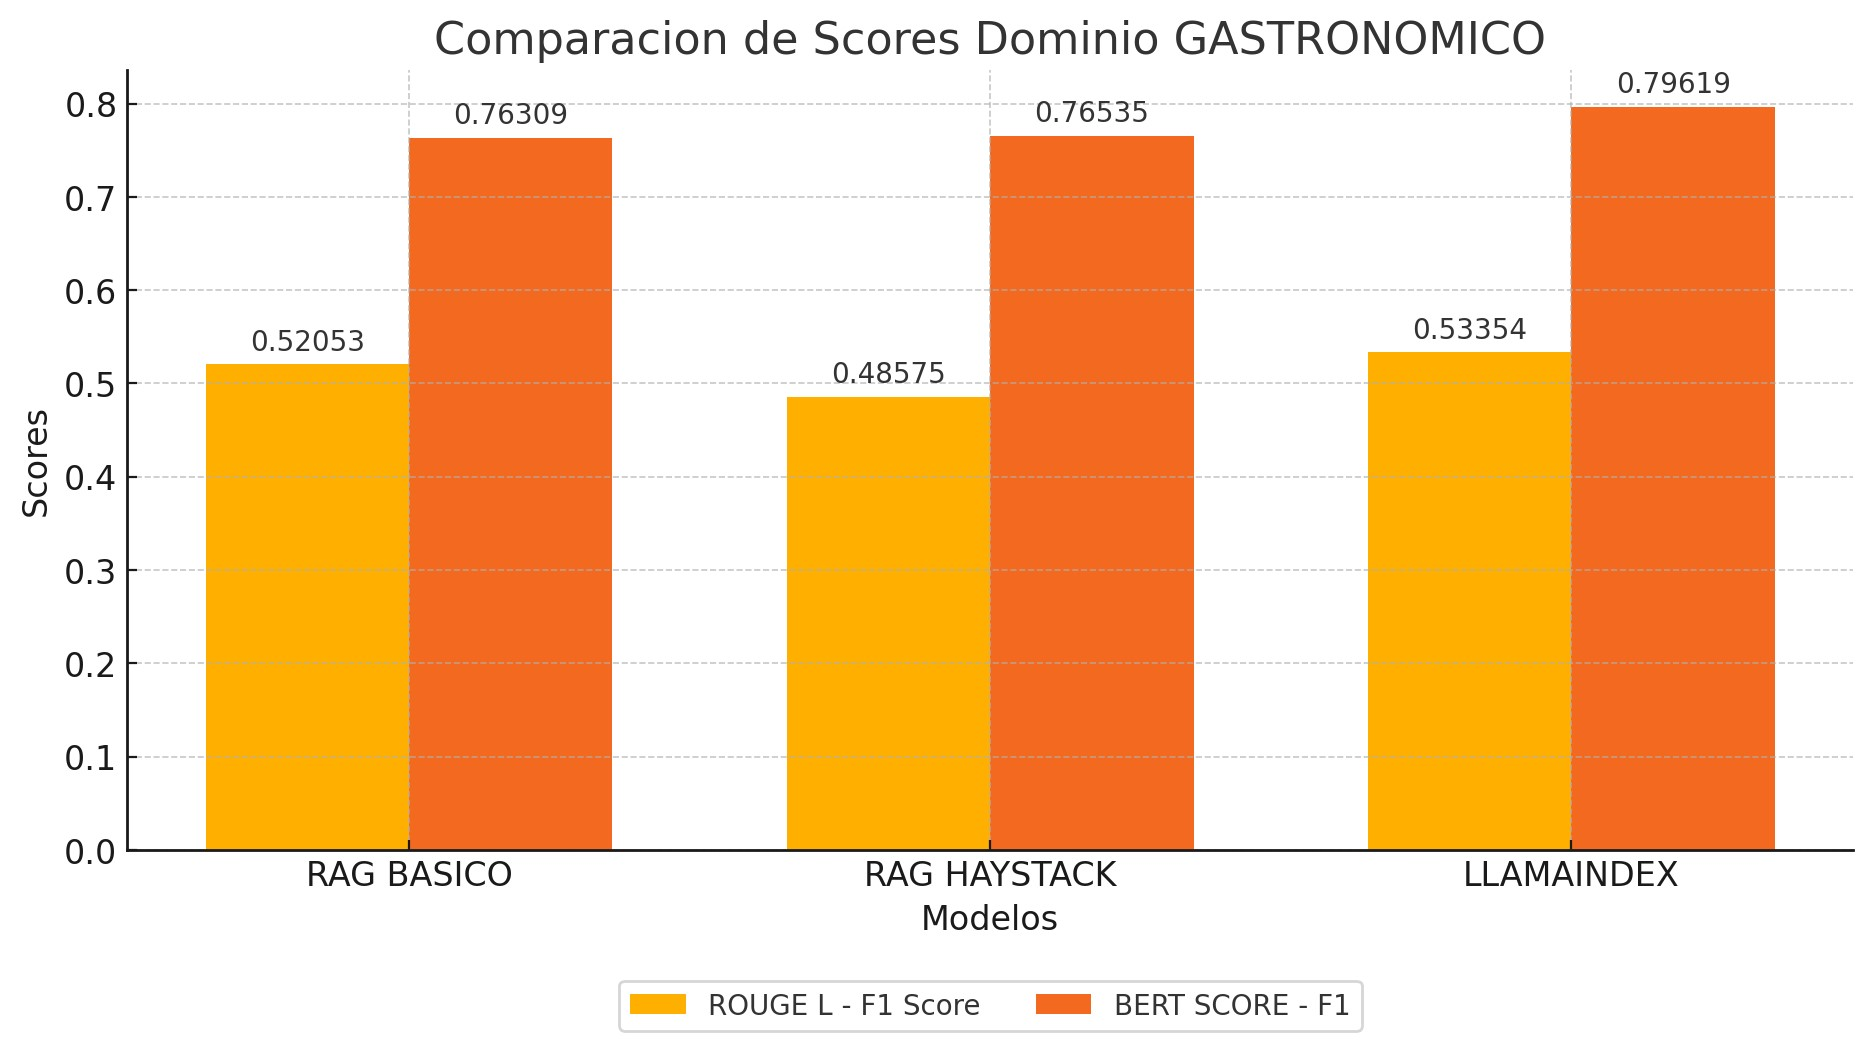 Comparacion de Scores Dominio GASTRONOMICO
0.8
0.7
0.6
0.5
0.4
0.3
0.2
0.1
0.0
Scores
0.52053
0.76309
0.48575
0.76535
0.53354
0.79619
RAG BASICO
RAG HAYSTACK
LLAMAINDEX
Modelos
ROUGE L - F1 Score
BERT SCORE - F1